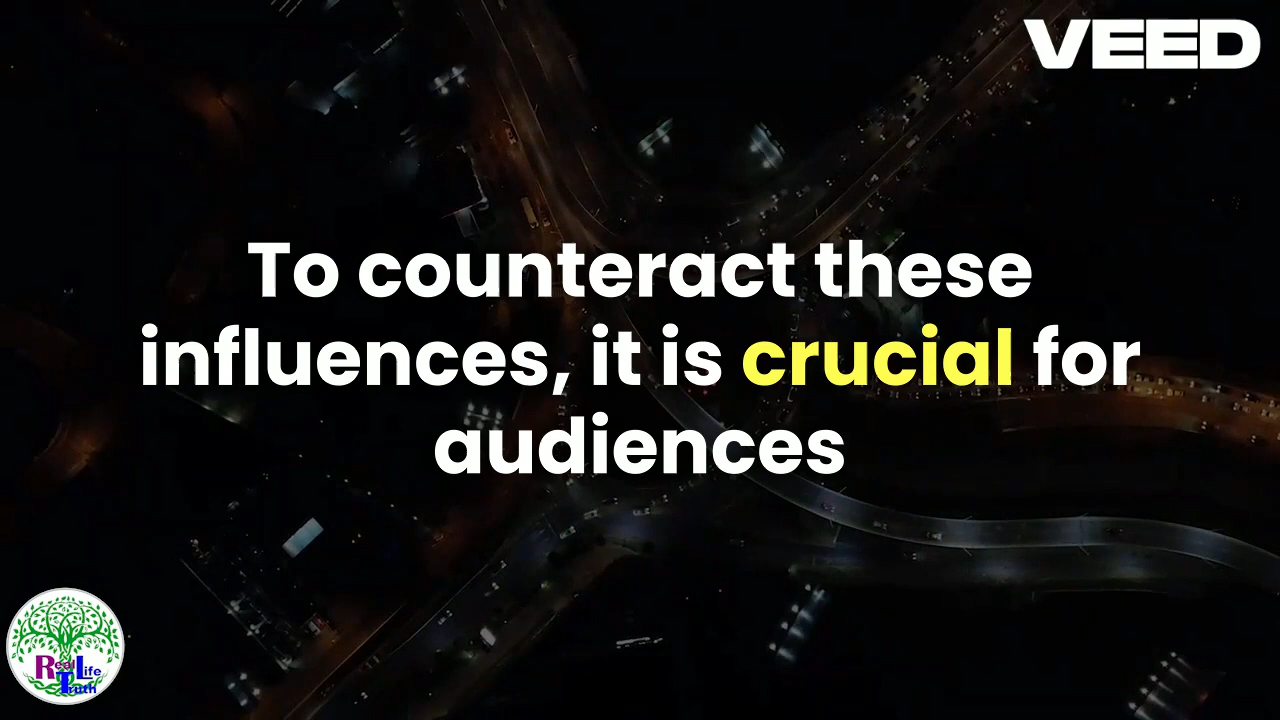 VEED
To counteract these
influences, it is crucial for
audiences
Real Life
Truth